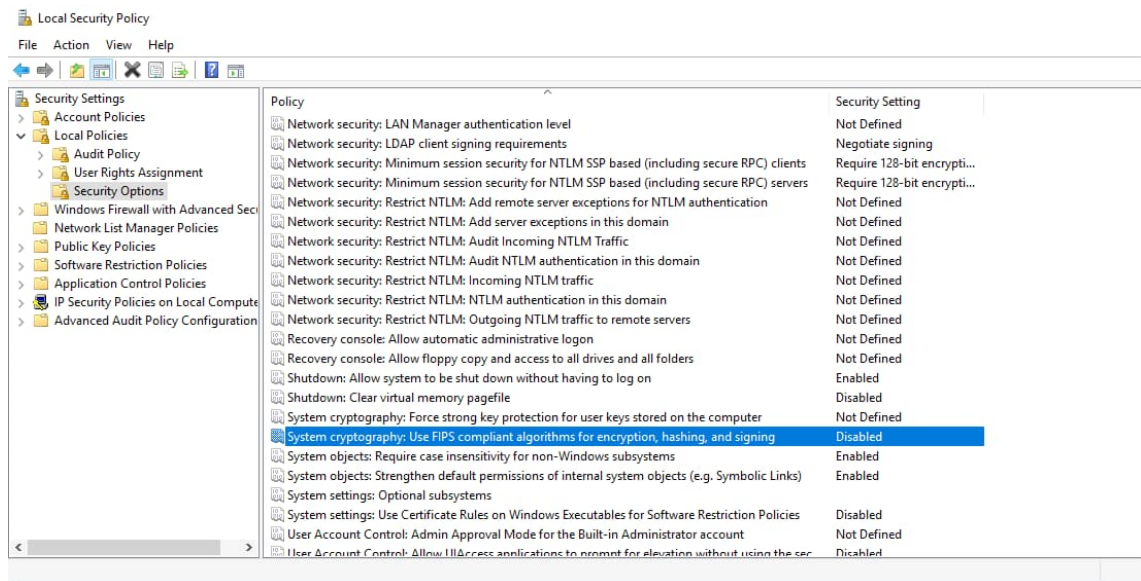 Local Security Policy
File Action View Help
Security Settings
Account Policies
Local Policies
Audit Policy
User Rights Assignment
Security Options
Windows Firewall with Advanced Secu
Network List Manager Policies
Public Key Policies
Software Restriction Policies
Application Control Policies
IP Security Policies on Local Compute
Advanced Audit Policy Configuration
Policy Security Setting
Network security: LAN Manager authentication level Not Defined
Network security: LDAP client signing requirements Negotiate signing
Network security: Minimum session security for NTLM SSP based (including secure RPC) clients Require 128-bit encrypti...
Network security: Minimum session security for NTLM SSP based (including secure RPC) servers Require 128-bit encrypti...
Network security: Restrict NTLM: Add remote server exceptions for NTLM authentication Not Defined
Network security: Restrict NTLM: Add server exceptions in this domain Not Defined
Network security: Restrict NTLM: Audit Incoming NTLM Traffic Not Defined
Network security: Restrict NTLM: Audit NTLM authentication in this domain Not Defined
Network security: Restrict NTLM: Incoming NTLM traffic Not Defined
Network security: Restrict NTLM: NTLM authentication in this domain Not Defined
Network security: Restrict NTLM: Outgoing NTLM traffic to remote servers Not Defined
Recovery console: Allow automatic administrative logon Not Defined
Recovery console: Allow floppy copy and access to all drives and all folders Not Defined
Shutdown: Allow system to be shut down without having to log on Enabled
Shutdown: Clear virtual memory pagefile Disabled
System cryptography: Force strong key protection for user keys stored on the computer Not Defined
System cryptography: Use FIPS compliant algorithms for encryption, hashing, and signing Disabled
System objects: Require case insensitivity for non-Windows subsystems Enabled
System objects: Strengthen default permissions of internal system objects (e.g. Symbolic Links) Enabled
System settings: Optional subsystems
System settings: Use Certificate Rules on Windows Executables for Software Restriction Policies Disabled
User Account Control: Admin Approval Mode for the Built-in Administrator account Not Defined
User Account Control: Allow UIAccess applications to prompt for elevation without using the sec Disabled